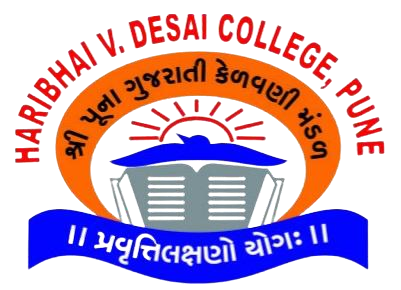 HARIBHAI V. DESAI COLLEGE, PUNE
શ્રી પૂના ગુજરાતી કેળવણી મંડળ
।। પ્રવૃત્તિલક્ષણો યોગઃ ।।